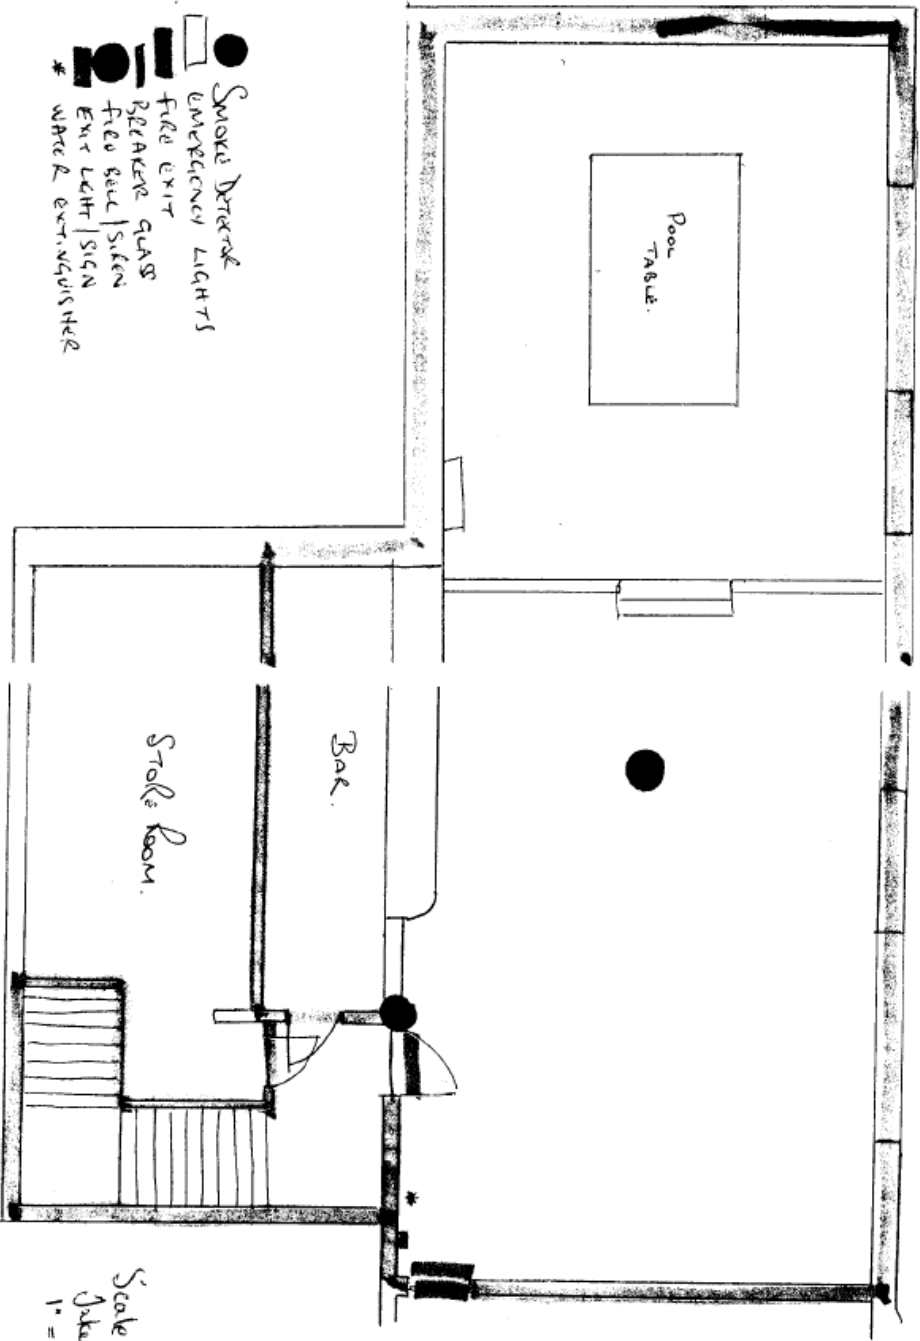 SMOKE DETECTOR
EMERGENCY LIGHTS
FIRE EXIT
BREAKER GLASS
FIRE BELL/SIREN
EXIT LIGHT/SIGN
* WATER EXTINGUISHER
POOL
TABLE.
BAR.
STORE ROOM.
*
Scale
1" =